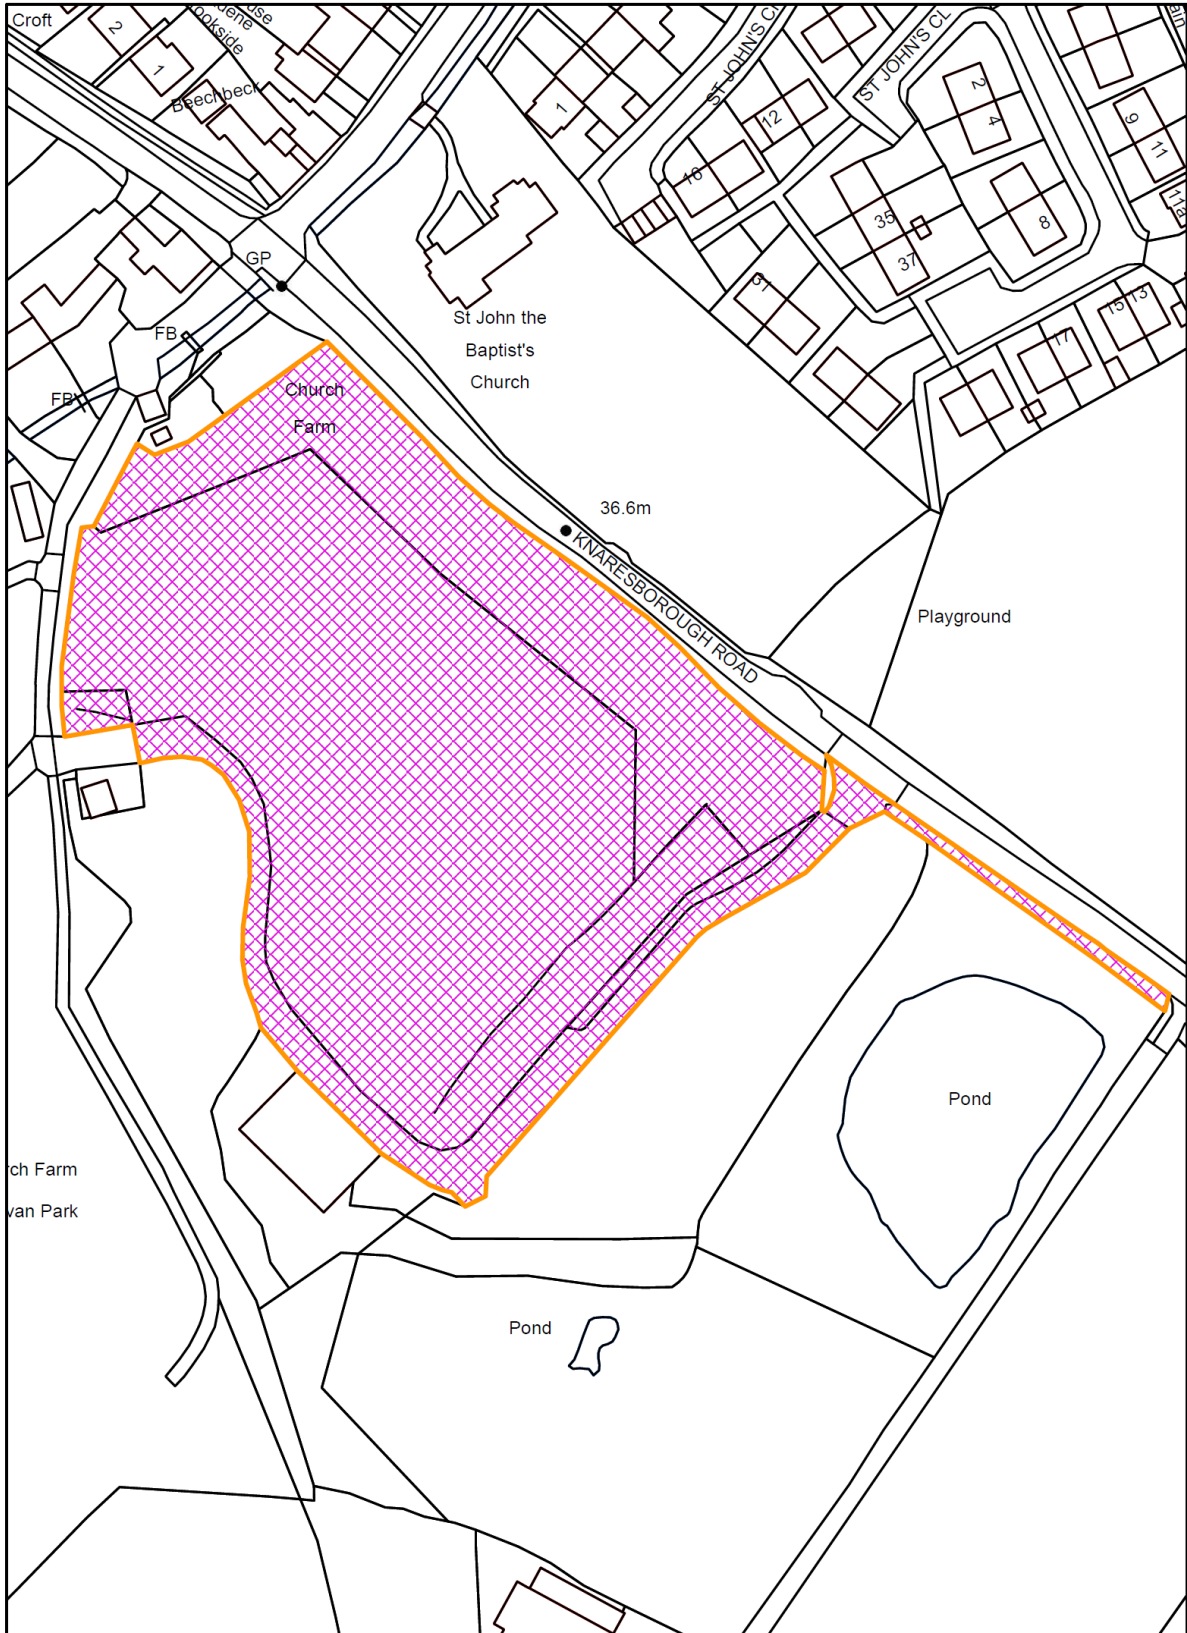 Croft
2
1
Beechbeck
1
ST JOHN'S CL
ST JOHN'S CL
12
10
2
4
9
11
11a
35
37
8
31
15
13
17
GP
FB
FB
St John the
Baptist's
Church
Church
Farm
36.6m
KNARESBOROUGH ROAD
Playground
Pond
rch Farm
van Park
Pond